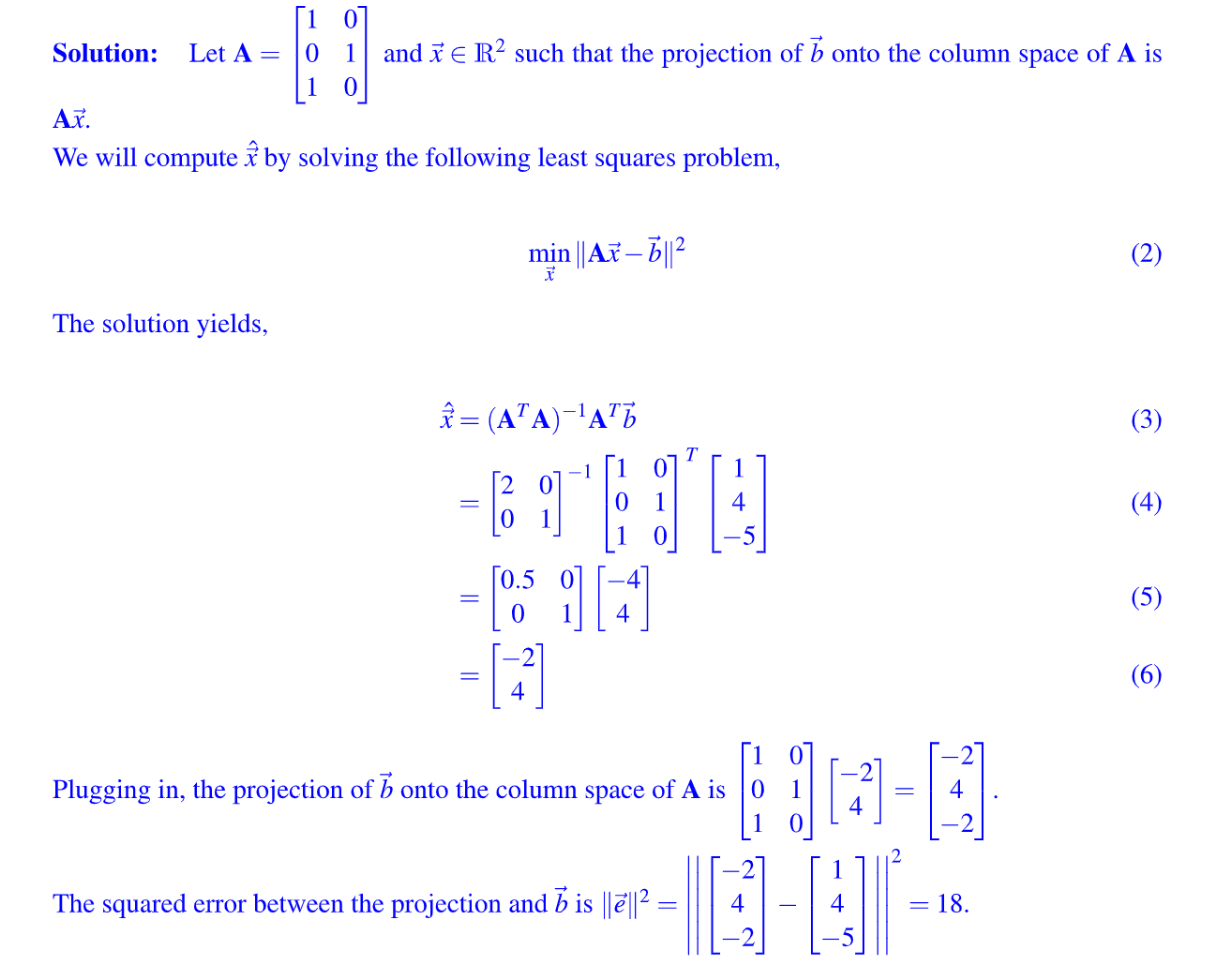 Solution: Let $\mathbf{A} = \begin{bmatrix} 1 & 0 \\ 0 & 1 \\ 1 & 0 \end{bmatrix}$ and $\vec{x} \in \mathbb{R}^2$ such that the projection of $\vec{b}$ onto the column space of $\mathbf{A}$ is
$\mathbf{A}\vec{x}$.
We will compute $\hat{\vec{x}}$ by solving the following least squares problem,
$\min_{\vec{x}} \|\mathbf{A}\vec{x} - \vec{b}\|^2$ (2)
The solution yields,
$\hat{\vec{x}} = (\mathbf{A}^T\mathbf{A})^{-1}\mathbf{A}^T\vec{b}$ (3)
$= \begin{bmatrix} 2 & 0 \\ 0 & 1 \end{bmatrix}^{-1} \begin{bmatrix} 1 & 0 \\ 0 & 1 \\ 1 & 0 \end{bmatrix}^T \begin{bmatrix} 1 \\ 4 \\ -5 \end{bmatrix}$ (4)
$= \begin{bmatrix} 0.5 & 0 \\ 0 & 1 \end{bmatrix} \begin{bmatrix} -4 \\ 4 \end{bmatrix}$ (5)
$= \begin{bmatrix} -2 \\ 4 \end{bmatrix}$ (6)
Plugging in, the projection of $\vec{b}$ onto the column space of $\mathbf{A}$ is $\begin{bmatrix} 1 & 0 \\ 0 & 1 \\ 1 & 0 \end{bmatrix} \begin{bmatrix} -2 \\ 4 \end{bmatrix} = \begin{bmatrix} -2 \\ 4 \\ -2 \end{bmatrix}$.
The squared error between the projection and $\vec{b}$ is $\|\vec{e}\|^2 = \left\| \begin{bmatrix} -2 \\ 4 \\ -2 \end{bmatrix} - \begin{bmatrix} 1 \\ 4 \\ -5 \end{bmatrix} \right\|^2 = 18$.